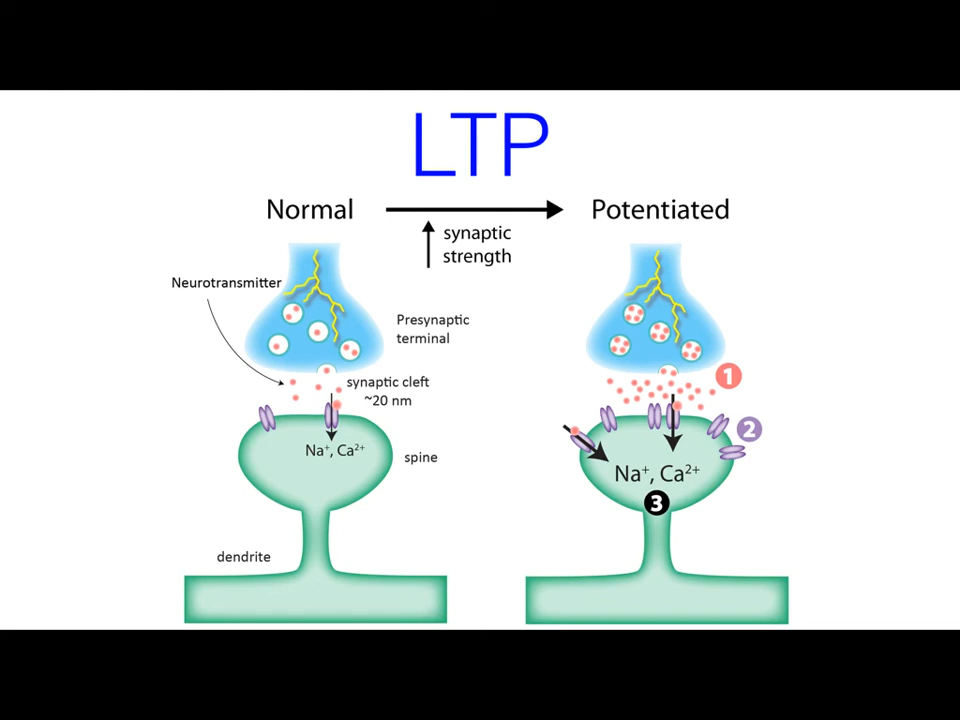 LTP
Normal
Potentiated
synaptic
strength
Neurotransmitter
Presynaptic
terminal
synaptic cleft
~20 nm
1
2
Na⁺, Ca²⁺
spine
Na⁺, Ca²⁺
3
dendrite